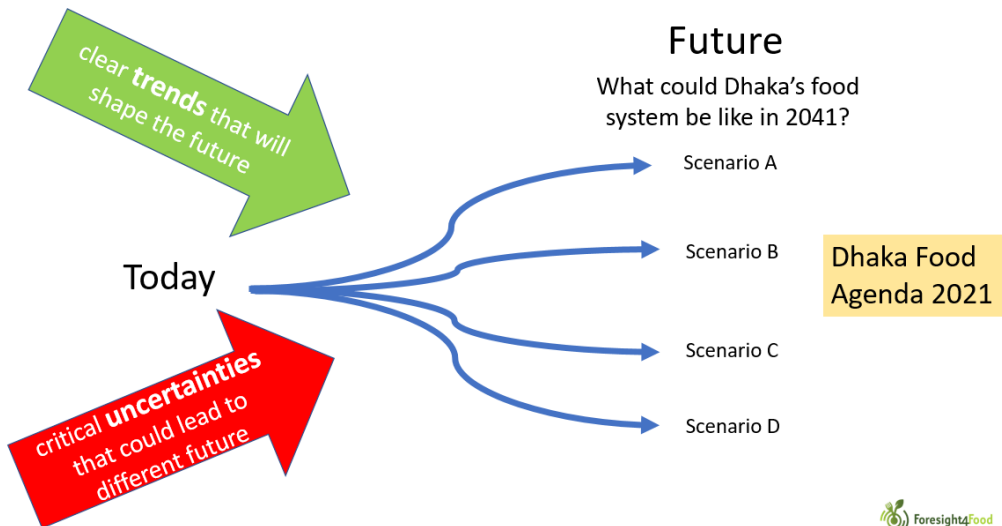 clear trends that will
shape the future
Future
What could Dhaka's food
system be like in 2041?
Scenario A
Scenario B
Dhaka Food
Agenda 2021
Today
Scenario C
Scenario D
critical uncertainties
that could lead to
different future
Foresight4Food